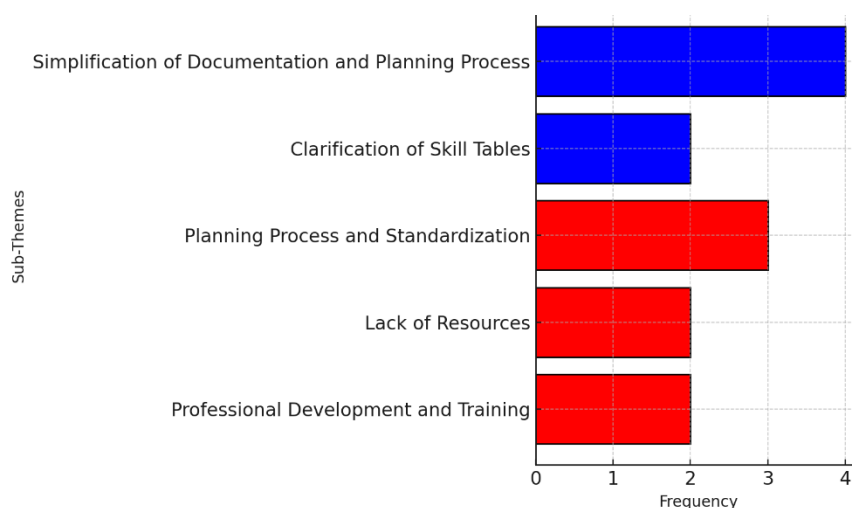 Simplification of Documentation and Planning Process
Clarification of Skill Tables
Planning Process and Standardization
Lack of Resources
Professional Development and Training
Sub-Themes
0 1 2 3 4
Frequency